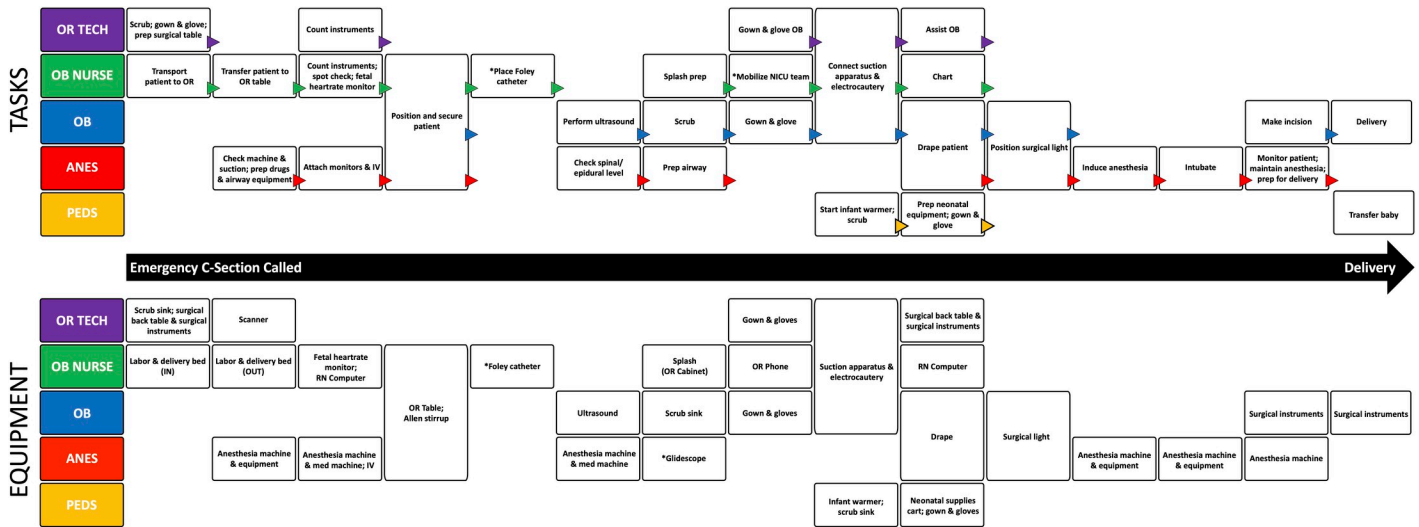 TASKS
OR TECH
Scrub; gown & glove;
prep surgical table
Count instruments
Gown & glove OB
Assist OB
OB NURSE
Transport
patient to OR
Transfer patient to
OR table
Count instruments;
spot check; fetal
heartrate monitor
Position and secure
patient
*Place Foley
catheter
Splash prep
*Mobilize NICU team
Connect suction
apparatus &
electrocautery
Chart
OB
Perform ultrasound
Scrub
Gown & glove
Drape patient
Position surgical light
Make incision
Delivery
ANES
Check machine &
suction; prep drugs
& airway equipment
Attach monitors & IV
Check spinal/
epidural level
Prep airway
Induce anesthesia
Intubate
Monitor patient;
maintain anesthesia;
prep for delivery
PEDS
Start infant warmer;
scrub
Prep neonatal
equipment; gown &
glove
Transfer baby
Emergency C-Section Called
Delivery
EQUIPMENT
OR TECH
Scrub sink; surgical
back table & surgical
instruments
Scanner
Gown & gloves
Surgical back table &
surgical instruments
OB NURSE
Labor & delivery bed
(IN)
Labor & delivery bed
(OUT)
Fetal heartrate
monitor;
RN Computer
OR Table;
Allen stirrup
*Foley catheter
Splash
(OR Cabinet)
OR Phone
Suction apparatus
& electrocautery
RN Computer
OB
Ultrasound
Scrub sink
Gown & gloves
Drape
Surgical light
Surgical instruments
Surgical instruments
ANES
Anesthesia machine
& equipment
Anesthesia machine
& med machine; IV
Anesthesia machine
& med machine
*Glidescope
Anesthesia machine
& equipment
Anesthesia machine
& equipment
Anesthesia machine
PEDS
Infant warmer;
scrub sink
Neonatal supplies
cart; gown & gloves